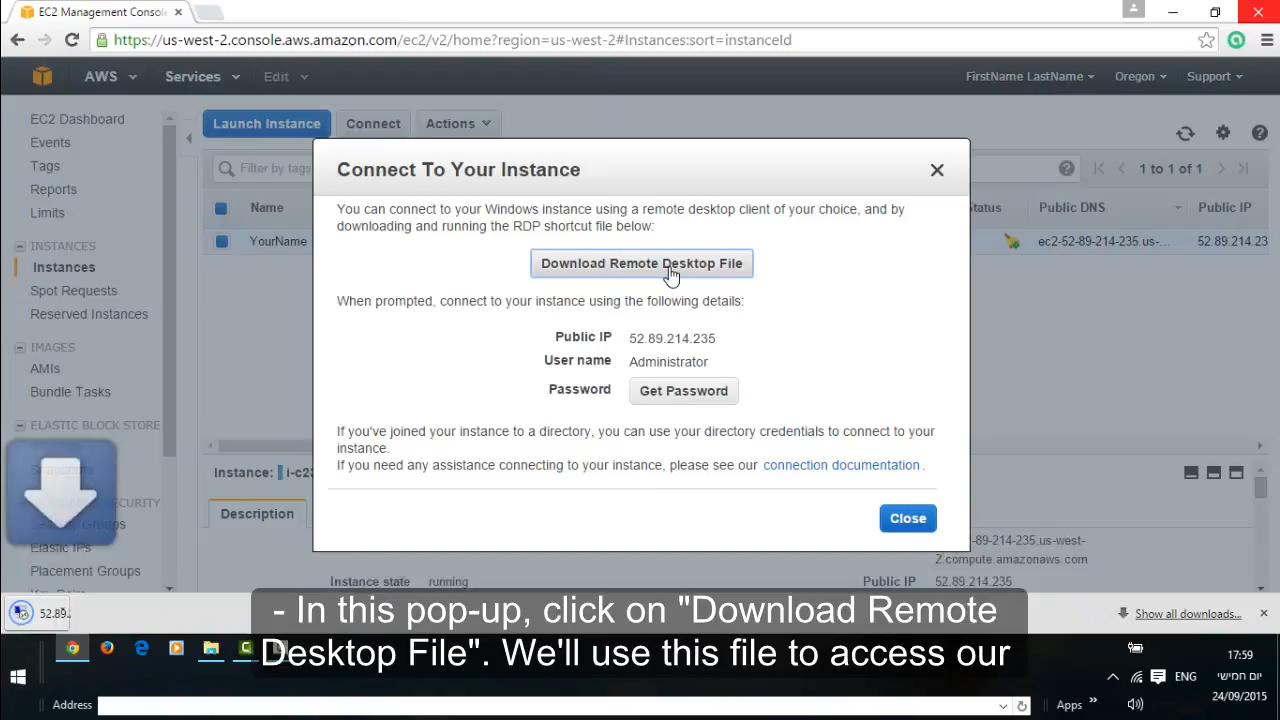 EC2 Management Console
https://us-west-2.console.aws.amazon.com/ec2/v2/home?region=us-west-2#Instances:sort=instanceId
AWS Services Edit FirstName LastName Oregon Support
EC2 Dashboard
Events
Tags
Reports
Limits
INSTANCES
Instances
Spot Requests
Reserved Instances
IMAGES
AMIs
Bundle Tasks
ELASTIC BLOCK STORE
Elastic IPs
Placement Groups
Launch Instance Connect Actions
Filter by tags
1 to 1 of 1
Name Status Public DNS Public IP
YourName ec2-52-89-214-235.us-... 52.89.214.23
Connect To Your Instance
You can connect to your Windows instance using a remote desktop client of your choice, and by
downloading and running the RDP shortcut file below:
Download Remote Desktop File
When prompted, connect to your instance using the following details:
Public IP 52.89.214.235
User name Administrator
Password Get Password
If you've joined your instance to a directory, you can use your directory credentials to connect to your
instance.
If you need any assistance connecting to your instance, please see our connection documentation.
Close
Instance: i-c23
Description
-89-214-235.us-west-
2.compute.amazonaws.com
Instance state running Public IP 52.89.214.235
52.89.
Show all downloads...
- In this pop-up, click on "Download Remote
Desktop File". We'll use this file to access our
ENG
17:59
יום חמישי
24/09/2015
Address
Apps